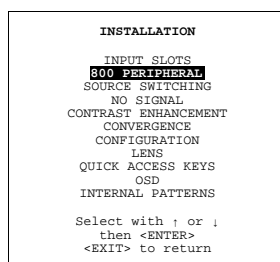 INSTALLATION
INPUT SLOTS
800 PERIPHERAL
SOURCE SWITCHING
NO SIGNAL
CONTRAST ENHANCEMENT
CONVERGENCE
CONFIGURATION
LENS
QUICK ACCESS KEYS
OSD
INTERNAL PATTERNS
Select with ↑ or ↓
then <ENTER>
<EXIT> to return